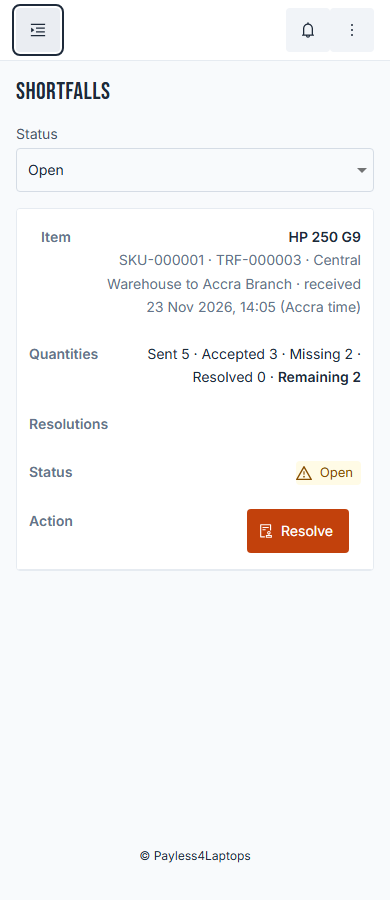 SHORTFALLS
Status
Open
Item
HP 250 G9
SKU-000001 · TRF-000003 · Central
Warehouse to Accra Branch · received
23 Nov 2026, 14:05 (Accra time)
Quantities
Sent 5 · Accepted 3 · Missing 2 ·
Resolved 0 · Remaining 2
Resolutions
Status
Open
Action
Resolve
© Payless4Laptops